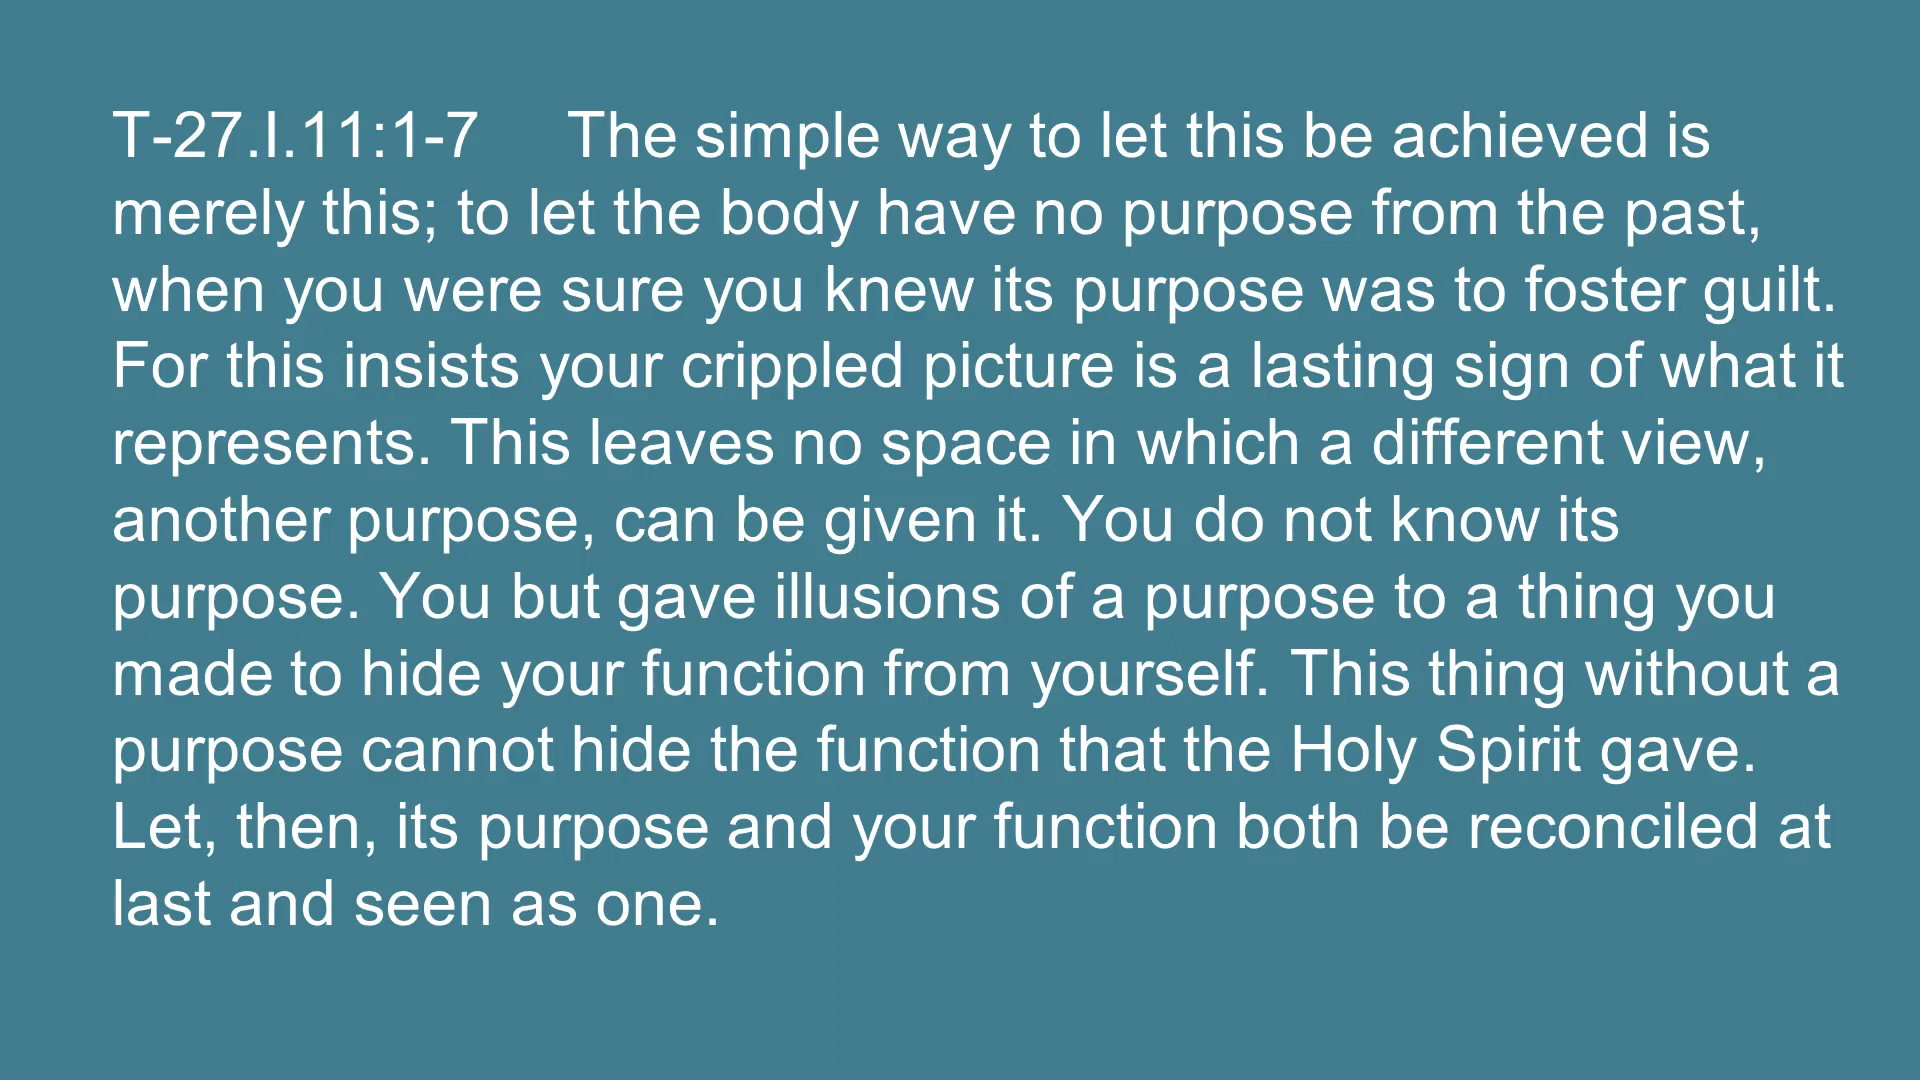 T-27.I.11:1-7     The simple way to let this be achieved is
merely this; to let the body have no purpose from the past,
when you were sure you knew its purpose was to foster guilt.
For this insists your crippled picture is a lasting sign of what it
represents. This leaves no space in which a different view,
another purpose, can be given it. You do not know its
purpose. You but gave illusions of a purpose to a thing you
made to hide your function from yourself. This thing without a
purpose cannot hide the function that the Holy Spirit gave.
Let, then, its purpose and your function both be reconciled at
last and seen as one.